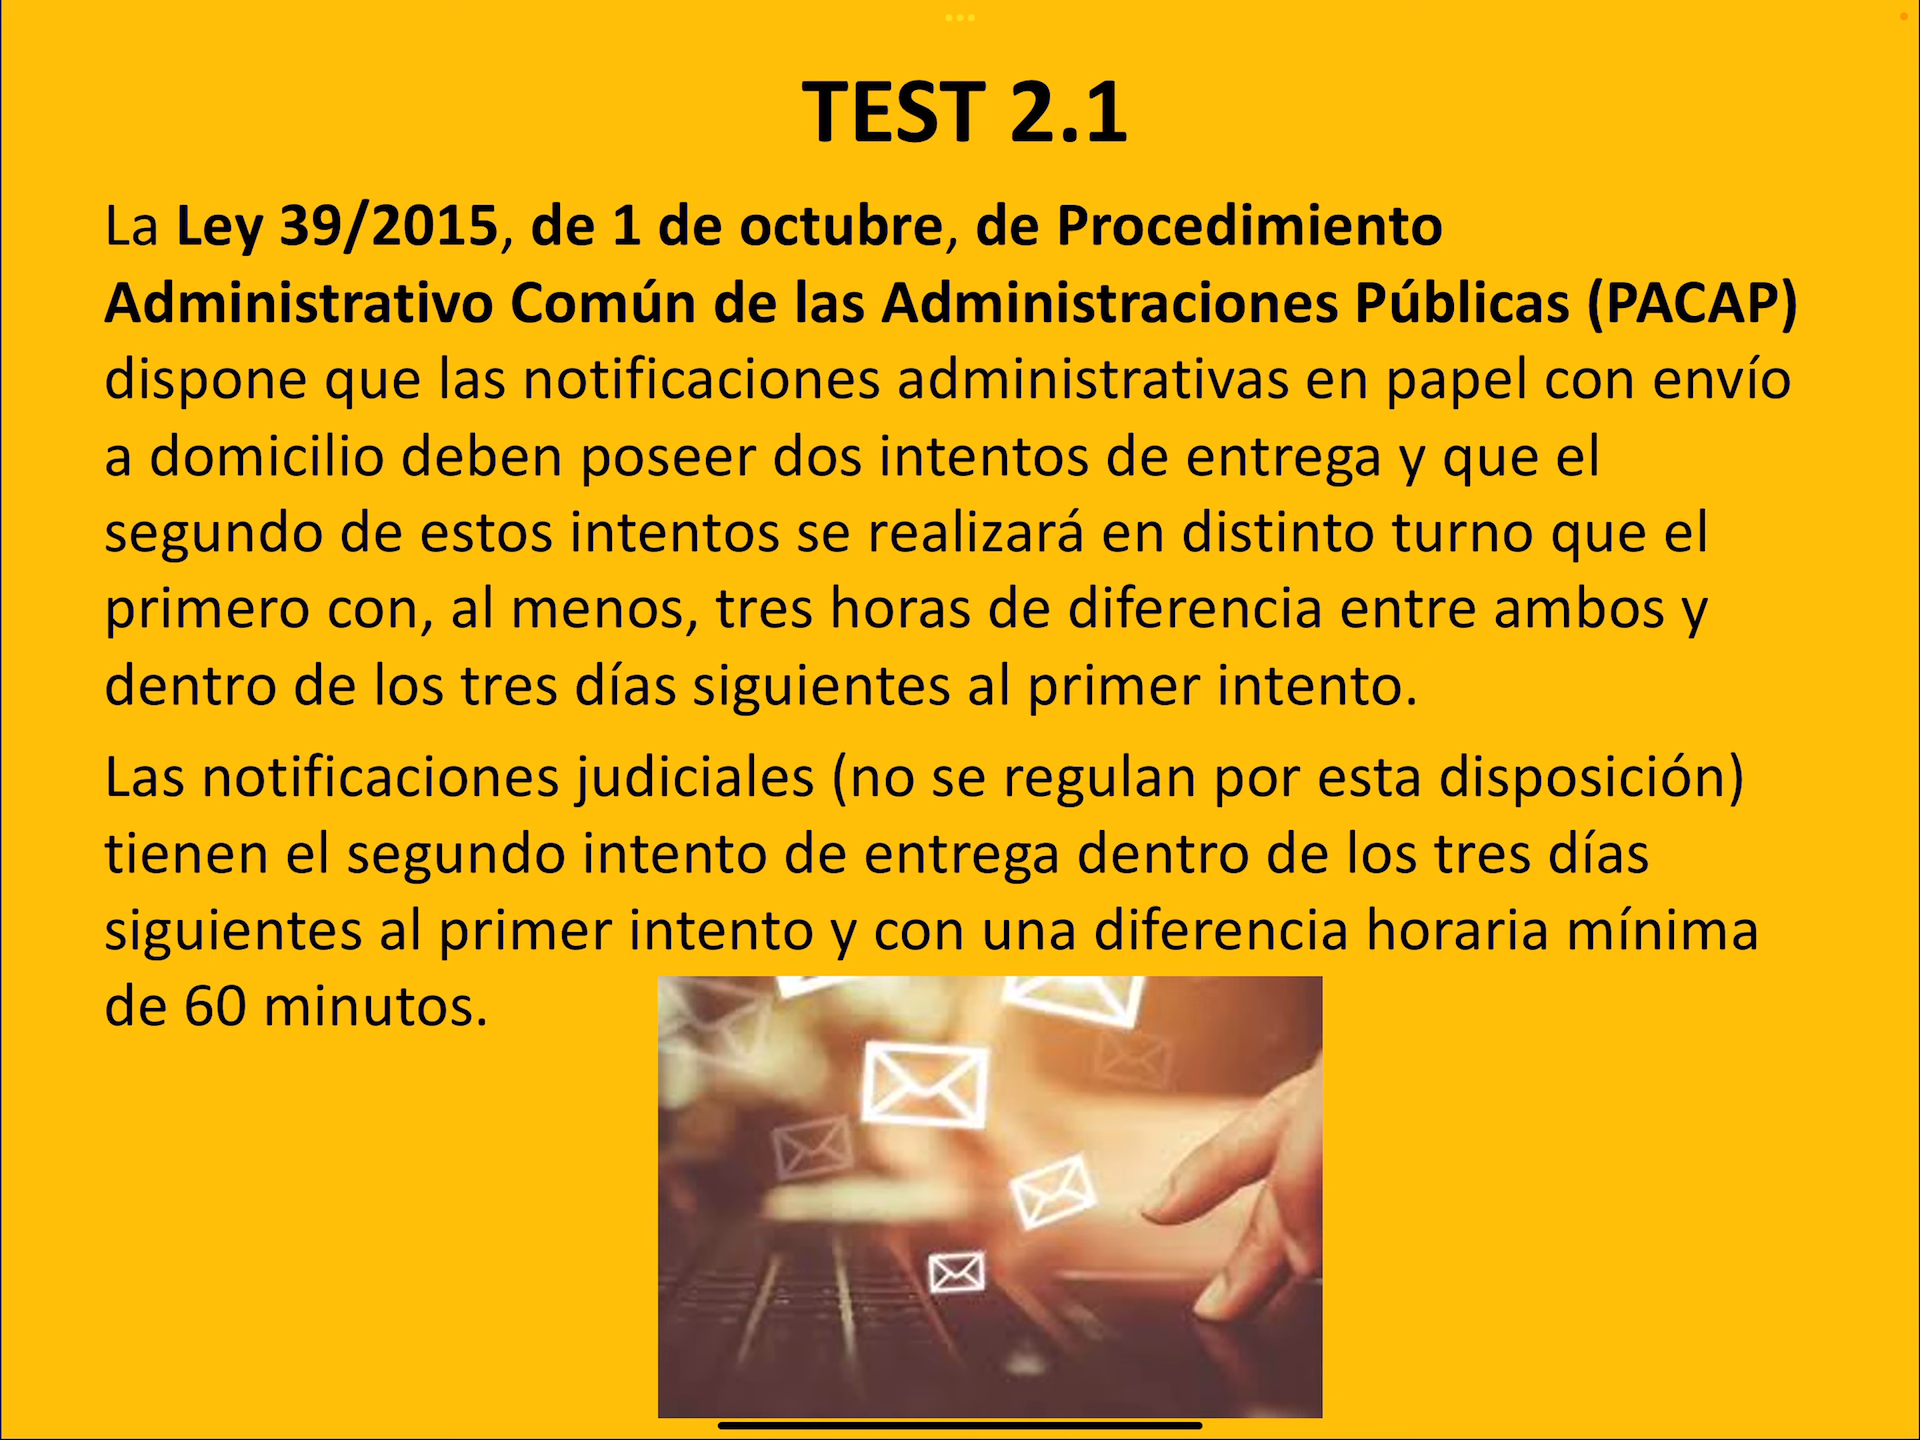 TEST 2.1
La Ley 39/2015, de 1 de octubre, de Procedimiento
Administrativo Común de las Administraciones Públicas (PACAP)
dispone que las notificaciones administrativas en papel con envío
a domicilio deben poseer dos intentos de entrega y que el
segundo de estos intentos se realizará en distinto turno que el
primero con, al menos, tres horas de diferencia entre ambos y
dentro de los tres días siguientes al primer intento.
Las notificaciones judiciales (no se regulan por esta disposición)
tienen el segundo intento de entrega dentro de los tres días
siguientes al primer intento y con una diferencia horaria mínima
de 60 minutos.